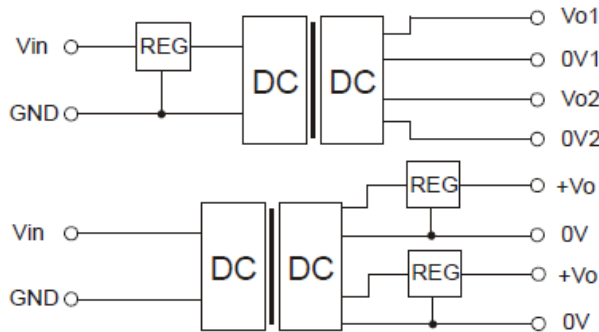 Vin
REG
GND
DC
DC
Vo1
0V1
Vo2
0V2
Vin
GND
DC
DC
REG
+Vo
0V
REG
+Vo
0V